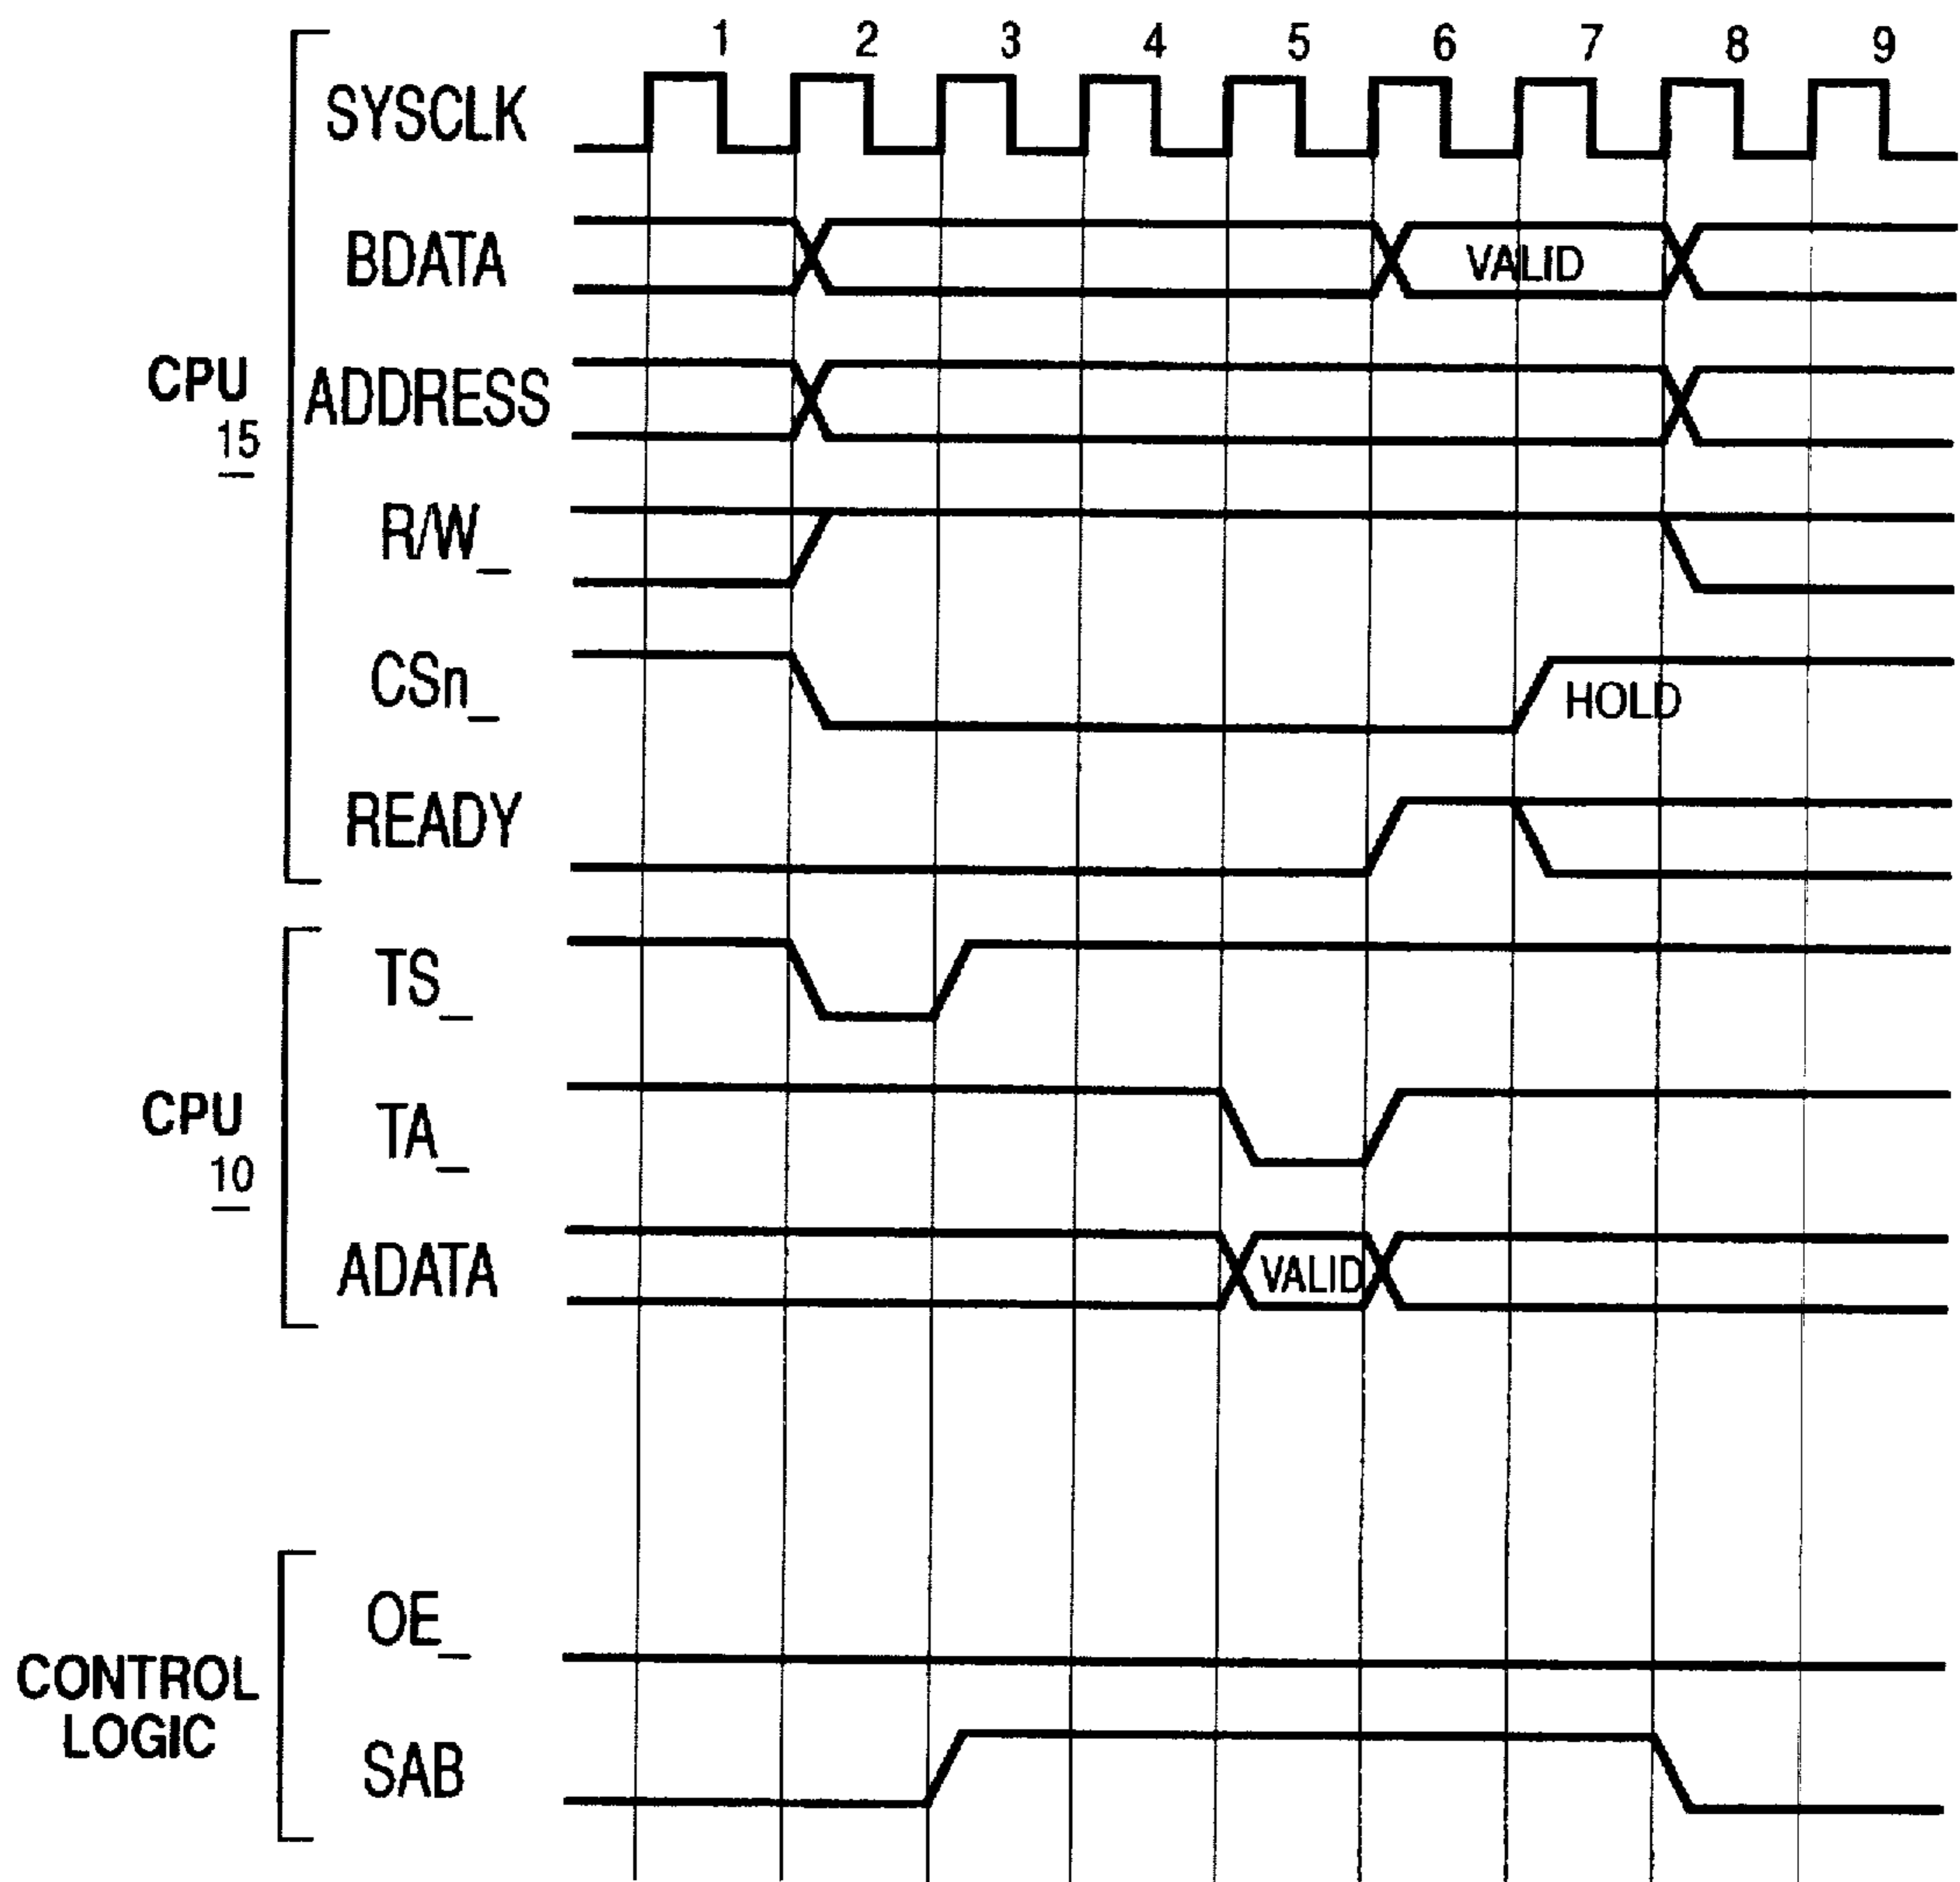 1 2 3 4 5 6 7 8 9
SYSCLK
BDATA
VALID
CPU
15
ADDRESS
R/W_
CSn_
HOLD
READY
CPU
10
TS_
TA_
ADATA
VALID
CONTROL
LOGIC
OE_
SAB